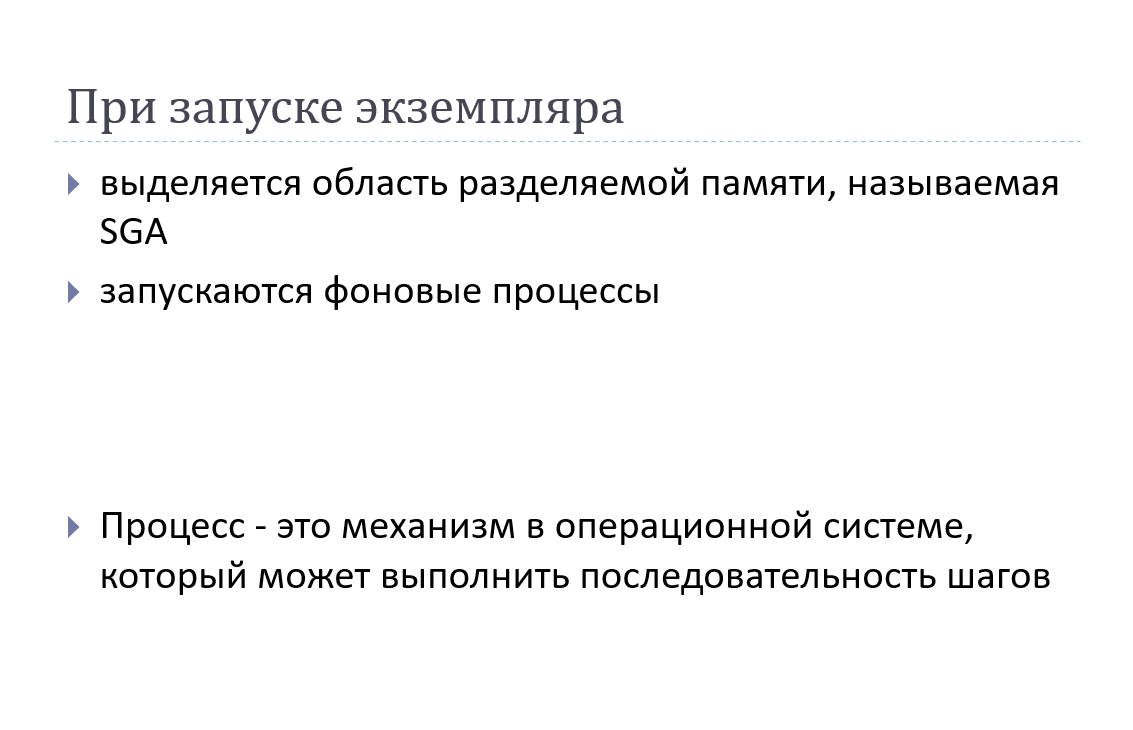 При запуске экземпляра
выделяется область разделяемой памяти, называемая
SGA
запускаются фоновые процессы
Процесс - это механизм в операционной системе,
который может выполнить последовательность шагов